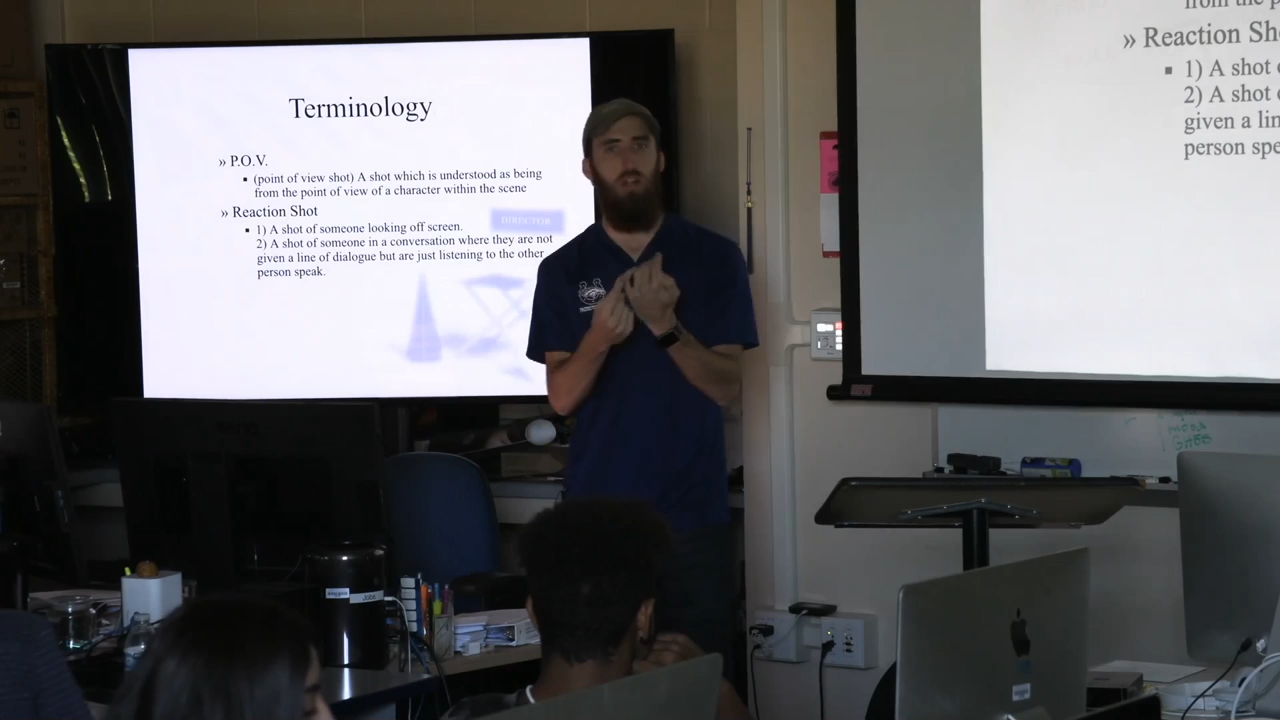 Terminology
» P.O.V.
▪ (point of view shot) A shot which is understood as being
from the point of view of a character within the scene
» Reaction Shot
▪ 1) A shot of someone looking off screen.
DIRECTOR
2) A shot of someone in a conversation where they are not
given a line of dialogue but are just listening to the other
person speak.
» Reaction Sh
▪ 1) A shot
2) A shot
given a lin
person spe